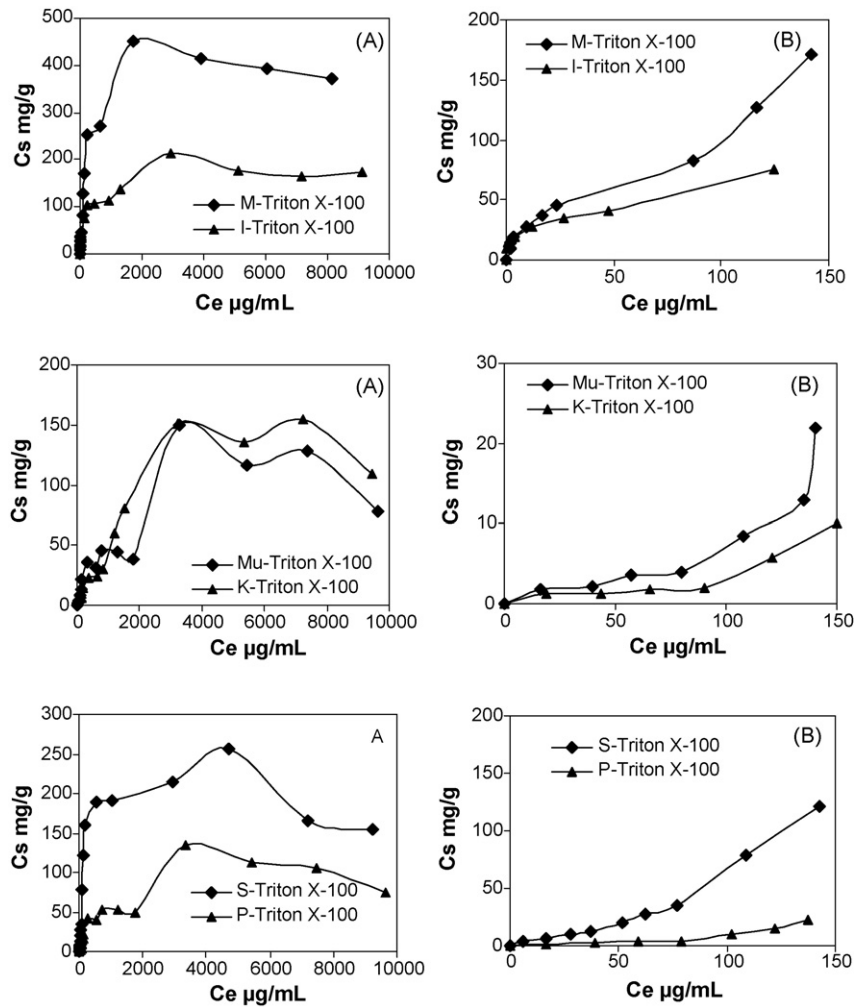 (A)
500
400
300
200
100
0
Cs mg/g
M-Triton X-100
I-Triton X-100
0 2000 4000 6000 8000 10000
Ce µg/mL
(B)
200
150
100
50
0
Cs mg/g
M-Triton X-100
I-Triton X-100
0 50 100 150
Ce µg/mL
(A)
200
150
100
50
0
Cs mg/g
Mu-Triton X-100
K-Triton X-100
0 2000 4000 6000 8000 10000
Ce µg/mL
(B)
30
20
10
0
Cs mg/g
Mu-Triton X-100
K-Triton X-100
0 50 100 150
Ce µg/mL
A
300
250
200
150
100
50
0
Cs mg/g
S-Triton X-100
P-Triton X-100
0 2000 4000 6000 8000 10000
Ce µg/mL
(B)
200
150
100
50
0
Cs mg/g
S-Triton X-100
P-Triton X-100
0 50 100 150
Ce µg/mL